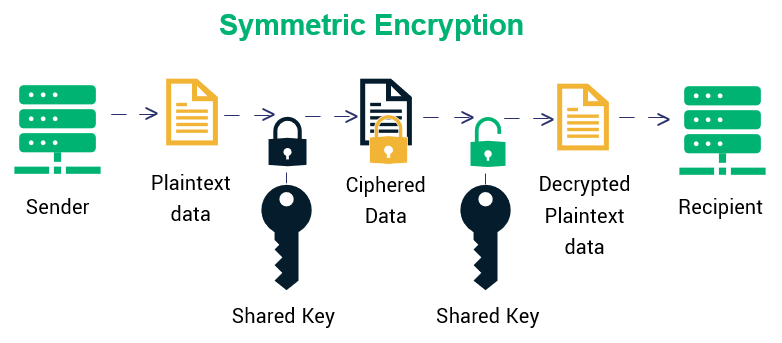 Symmetric Encryption
Sender
Plaintext
data
Shared Key
Ciphered
Data
Shared Key
Decrypted
Plaintext
data
Recipient